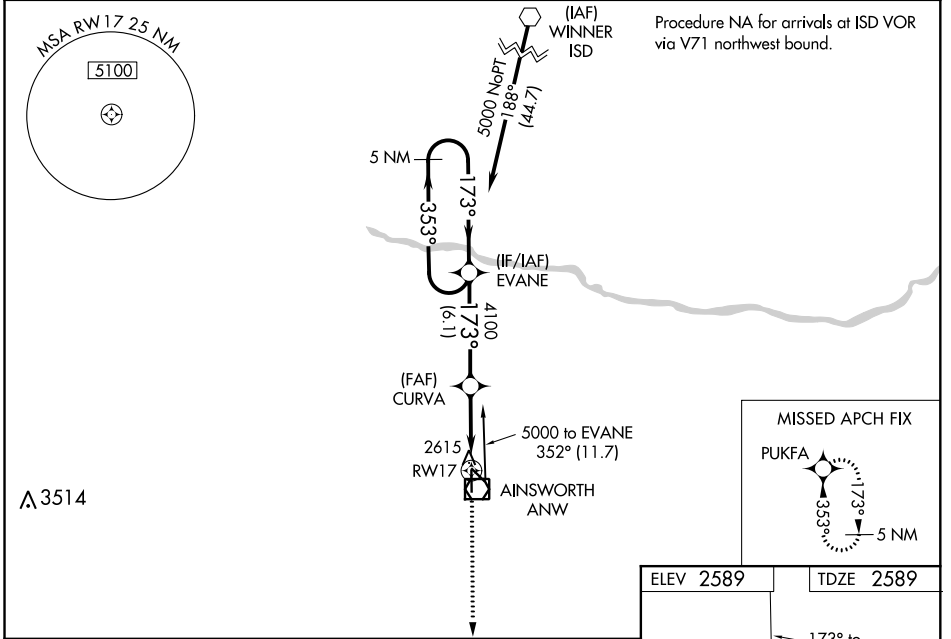 MSA RW17 25 NM
5100
(IAF)
WINNER
ISD
Procedure NA for arrivals at ISD VOR
via V71 northwest bound.
5000 NoPT
188°
(44.7)
5 NM
173°
353°
(IF/IAF)
EVANE
4100
173°
(6.1)
(FAF)
CURVA
5000 to EVANE
352° (11.7)
2615
RW17
AINSWORTH
ANW
3514
MISSED APCH FIX
PUKFA
353°
173°
5 NM
ELEV 2589
TDZE 2589
173° to